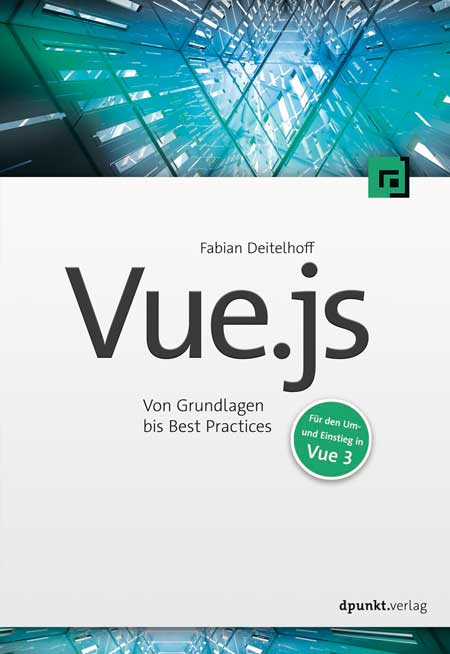 Fabian Deitelhoff
Vue.js
Von Grundlagen
bis Best Practices
Für den Um-
und Einstieg in
Vue 3
dpunkt.verlag